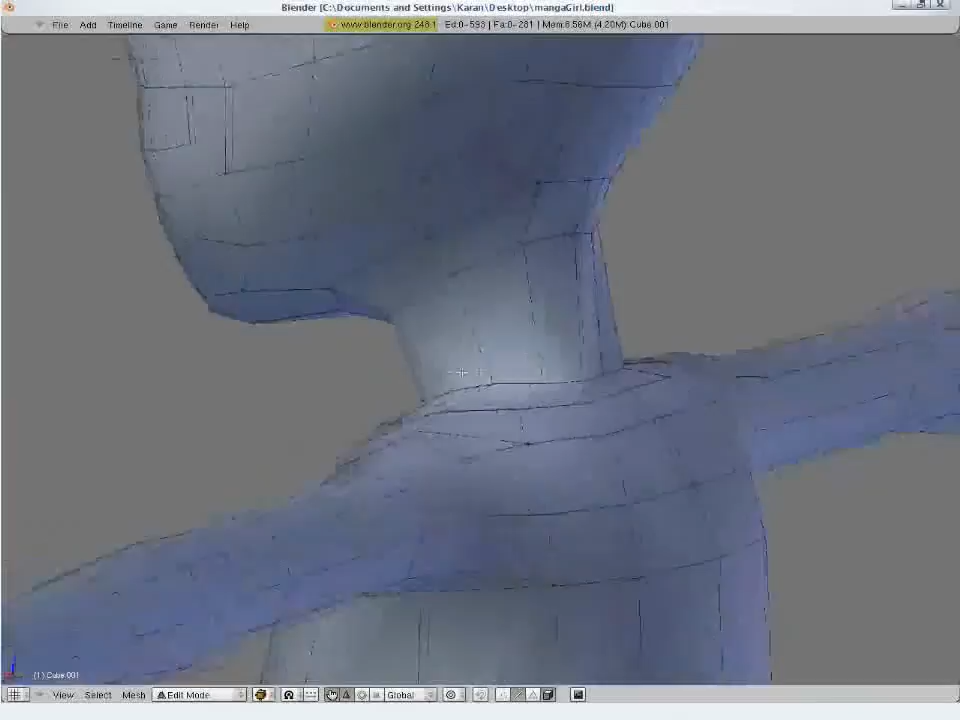 Blender [C:\Documents and Settings\Karan\Desktop\mangaGirl.blend]
File Add Timeline Game Render Help www.blender.org 248.1 Ed:0-593 | Fa:0-281 | Mem:8.56M (4.20M) Cube.001
(1) Cube.001
View Select Mesh Edit Mode Global